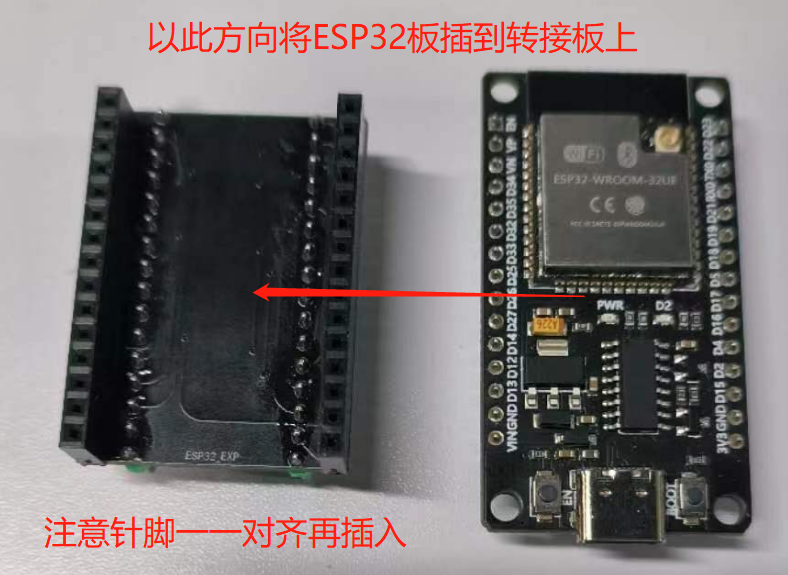 以此方向将ESP32板插到转接板上
WiFi
ESP32-WROOM-32UE
CE
EN
VP
VN
D34
D35
D32
D33
D25
D26
D27
D14
D12
D13
GND
VIN
D23
D22
TX0
RX0
D21
D19
D18
D5
D17
D16
D4
D2
D15
GND
3V3
PWR
D2
A226
ESP32_EXP
EN
BOOT
注意针脚一一对齐再插入